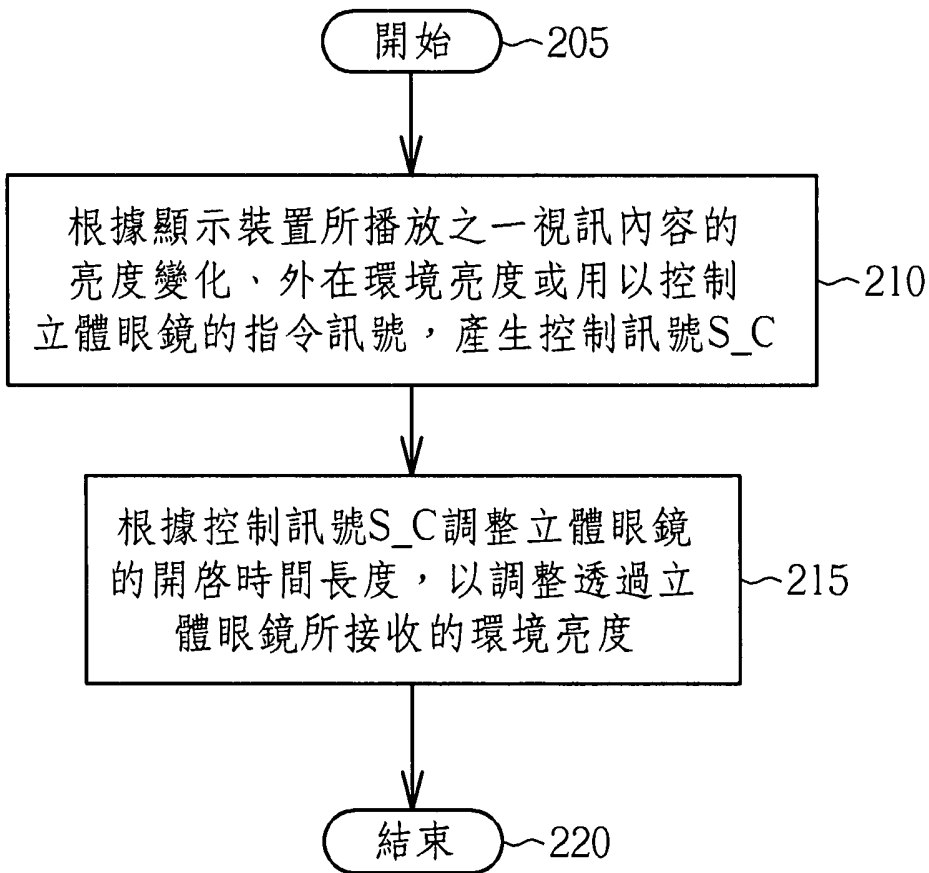 開始
205
根據顯示裝置所播放之一視訊內容的
亮度變化、外在環境亮度或用以控制
立體眼鏡的指令訊號，產生控制訊號S_C
210
根據控制訊號S_C調整立體眼鏡
的開啓時間長度，以調整透過立
體眼鏡所接收的環境亮度
215
結束
220